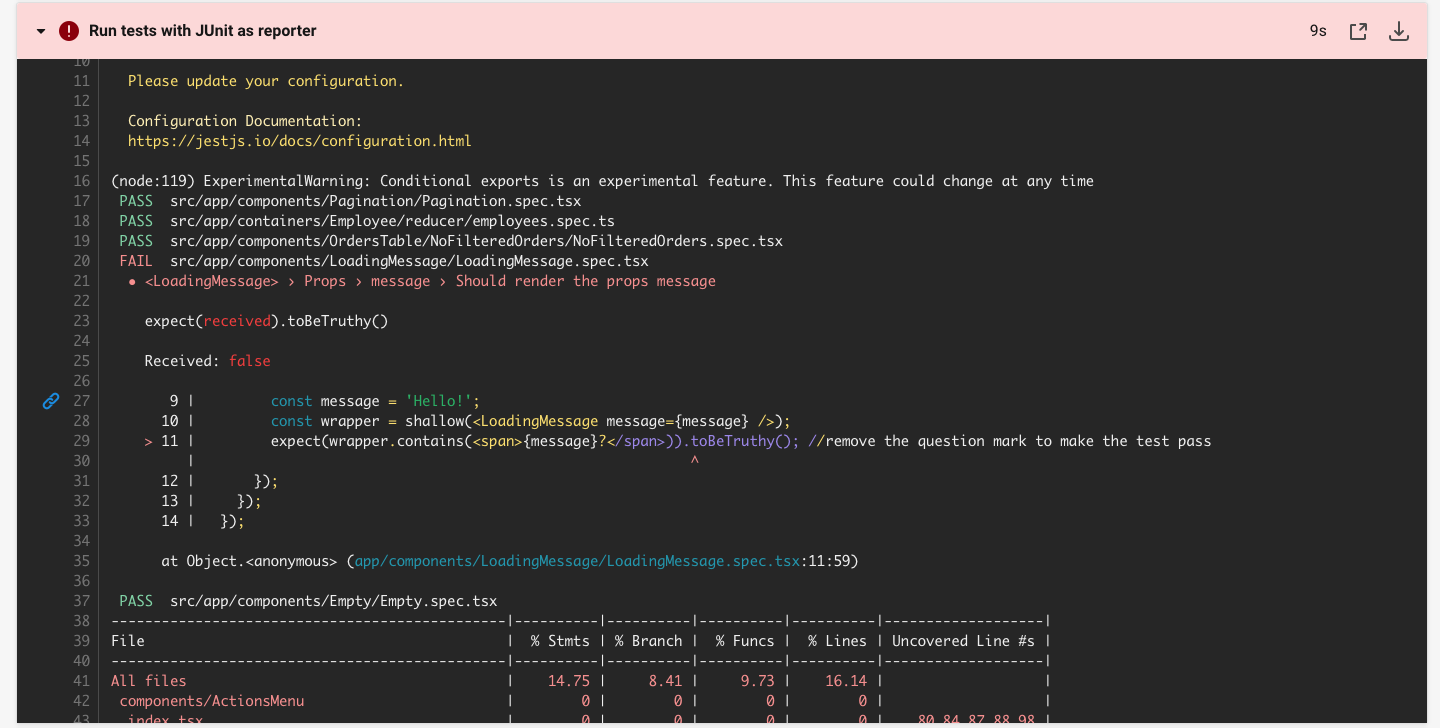 ! Run tests with JUnit as reporter 9s
10
11 Please update your configuration.
12
13 Configuration Documentation:
14 https://jestjs.io/docs/configuration.html
15
16 (node:119) ExperimentalWarning: Conditional exports is an experimental feature. This feature could change at any time
17 PASS src/app/components/Pagination/Pagination.spec.tsx
18 PASS src/app/containers/Employee/reducer/employees.spec.ts
19 PASS src/app/components/OrdersTable/NoFilteredOrders/NoFilteredOrders.spec.tsx
20 FAIL src/app/components/LoadingMessage/LoadingMessage.spec.tsx
21 • <LoadingMessage> › Props › message › Should render the props message
22
23 expect(received).toBeTruthy()
24
25 Received: false
26
27 9 | const message = 'Hello!';
28 10 | const wrapper = shallow(<LoadingMessage message={message} />);
29 > 11 | expect(wrapper.contains(<span>{message}?</span>)).toBeTruthy(); //remove the question mark to make the test pass
30 | ^
31 12 | });
32 13 | });
33 14 | });
34
35 at Object.<anonymous> (app/components/LoadingMessage/LoadingMessage.spec.tsx:11:59)
36
37 PASS src/app/components/Empty/Empty.spec.tsx
38 -----------------------------------------------|----------|----------|----------|----------|-------------------|
39 File | % Stmts | % Branch | % Funcs | % Lines | Uncovered Line #s |
40 -----------------------------------------------|----------|----------|----------|----------|-------------------|
41 All files | 14.75 | 8.41 | 9.73 | 16.14 | |
42 components/ActionsMenu | 0 | 0 | 0 | 0 | |
43 index.tsx | 0 | 0 | 0 | 0 | 80,84,87,88,98 |